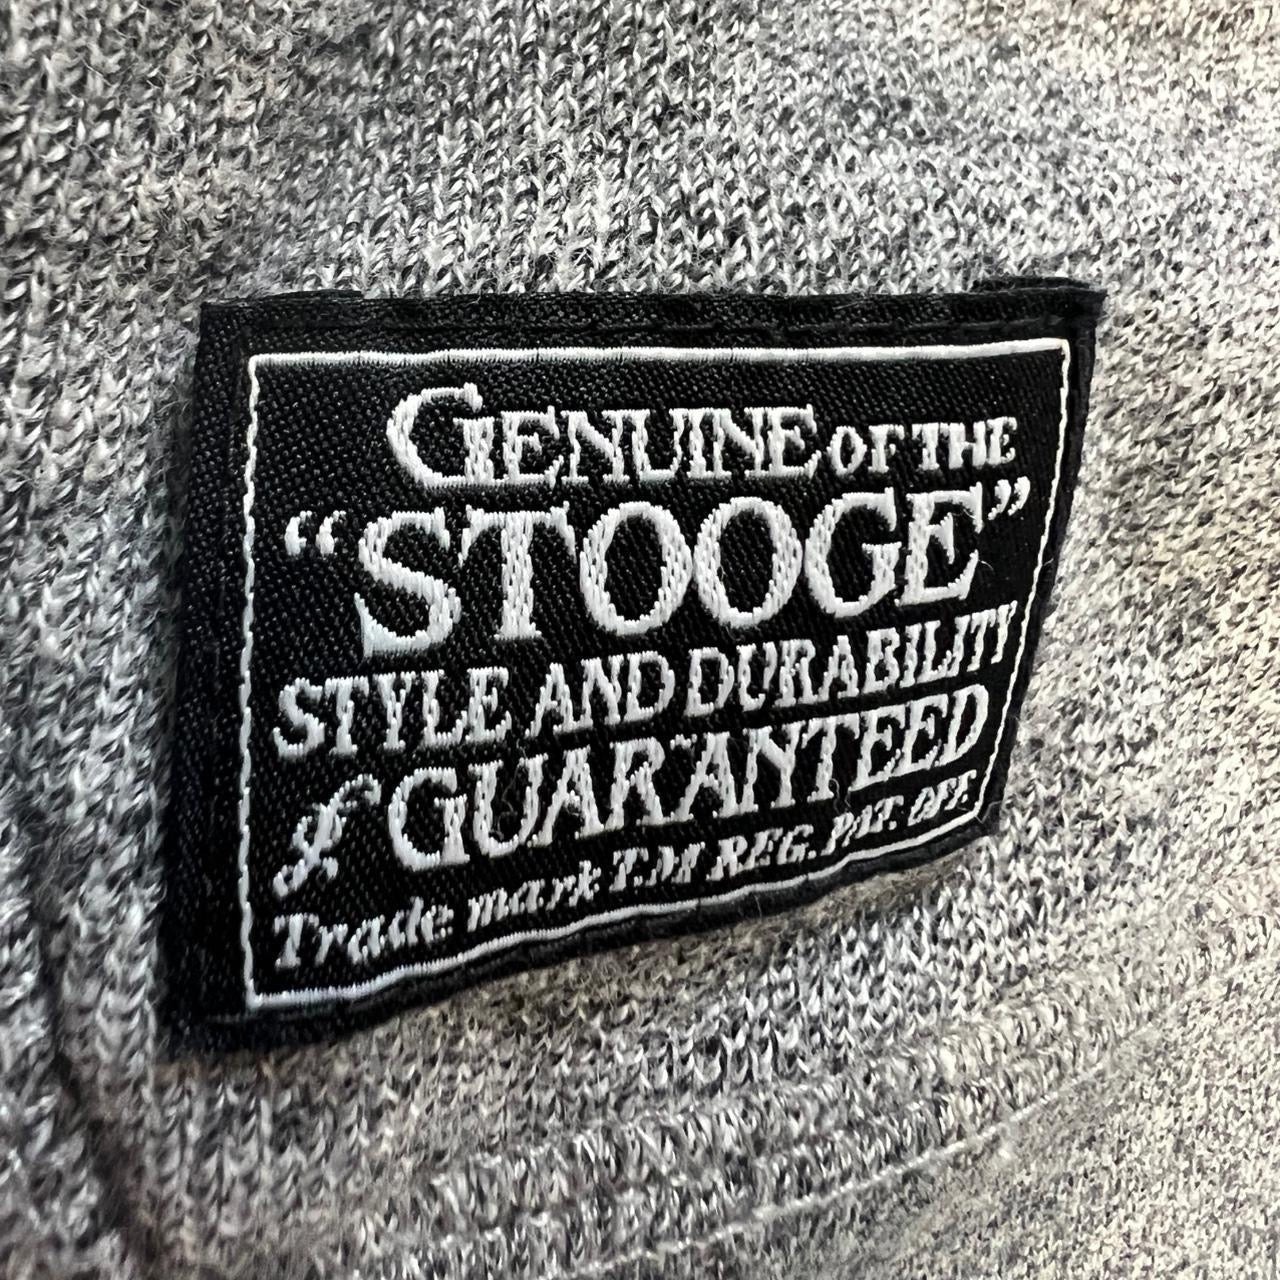 GENUINE OF THE
“STOOGE”
STYLE AND DURABILITY
& GUARANTEED
Trade mark T.M REG. PAT. OFF.